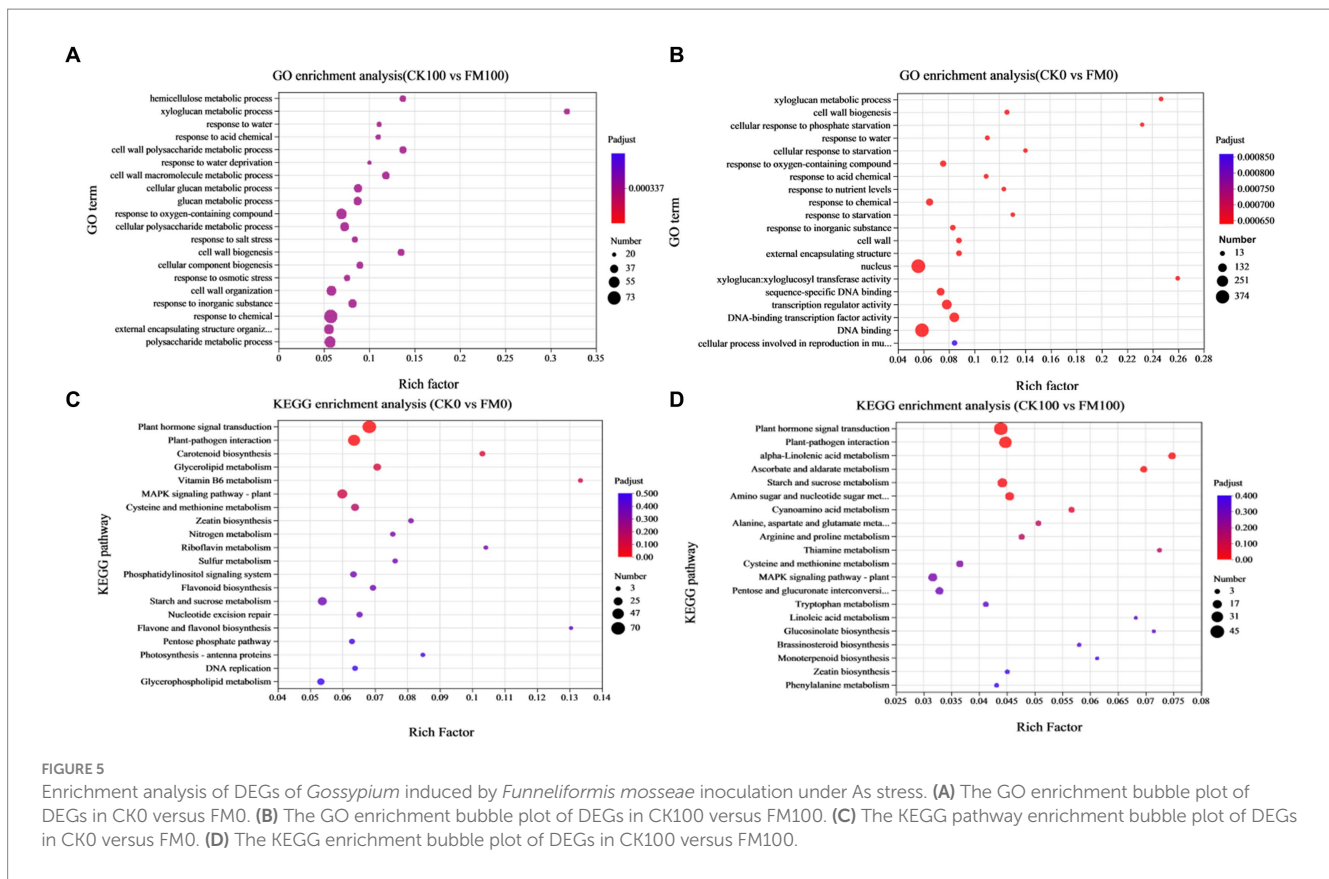 A
GO enrichment analysis(CK100 vs FM100)
GO term
hemicellulose metabolic process
xyloglucan metabolic process
response to water
response to acid chemical
cell wall polysaccharide metabolic process
response to water deprivation
cell wall macromolecule metabolic process
cellular glucan metabolic process
glucan metabolic process
response to oxygen-containing compound
cellular polysaccharide metabolic process
response to salt stress
cell wall biogenesis
cellular component biogenesis
response to osmotic stress
cell wall organization
response to inorganic substance
response to chemical
external encapsulating structure organiz...
polysaccharide metabolic process
0 0.05 0.1 0.15 0.2 0.25 0.3 0.35
Rich factor
Padjust
0.000337
Number
20
37
55
73
B
GO enrichment analysis(CK0 vs FM0)
GO term
xyloglucan metabolic process
cell wall biogenesis
cellular response to phosphate starvation
response to water
cellular response to starvation
response to oxygen-containing compound
response to acid chemical
response to nutrient levels
response to chemical
response to starvation
response to inorganic substance
cell wall
external encapsulating structure
nucleus
xyloglucan:xyloglucosyl transferase activity
sequence-specific DNA binding
transcription regulator activity
DNA-binding transcription factor activity
DNA binding
cellular process involved in reproduction in mu...
0.04 0.06 0.08 0.1 0.12 0.14 0.16 0.18 0.2 0.22 0.24 0.26 0.28
Rich factor
Padjust
0.000850
0.000800
0.000750
0.000700
0.000650
Number
13
132
251
374
C
KEGG enrichment analysis (CK0 vs FM0)
KEGG pathway
Plant hormone signal transduction
Plant-pathogen interaction
Carotenoid biosynthesis
Glycerolipid metabolism
Vitamin B6 metabolism
MAPK signaling pathway - plant
Cysteine and methionine metabolism
Zeatin biosynthesis
Nitrogen metabolism
Riboflavin metabolism
Sulfur metabolism
Phosphatidylinositol signaling system
Flavonoid biosynthesis
Starch and sucrose metabolism
Nucleotide excision repair
Flavone and flavonol biosynthesis
Pentose phosphate pathway
Photosynthesis - antenna proteins
DNA replication
Glycerophospholipid metabolism
0.04 0.05 0.06 0.07 0.08 0.09 0.1 0.11 0.12 0.13 0.14
Rich Factor
Padjust
0.500
0.400
0.300
0.200
0.100
0.00
Number
3
25
47
70
D
KEGG enrichment analysis (CK100 vs FM100)
KEGG pathway
Plant hormone signal transduction
Plant-pathogen interaction
alpha-Linolenic acid metabolism
Ascorbate and aldarate metabolism
Starch and sucrose metabolism
Amino sugar and nucleotide sugar met...
Cyanoamino acid metabolism
Alanine, aspartate and glutamate meta...
Arginine and proline metabolism
Thiamine metabolism
Cysteine and methionine metabolism
MAPK signaling pathway - plant
Pentose and glucuronate interconversi...
Tryptophan metabolism
Linoleic acid metabolism
Glucosinolate biosynthesis
Brassinosteroid biosynthesis
Monoterpenoid biosynthesis
Zeatin biosynthesis
Phenylalanine metabolism
0.025 0.03 0.035 0.04 0.045 0.05 0.055 0.06 0.065 0.07 0.075 0.08
Rich Factor
Padjust
0.400
0.300
0.200
0.100
0.00
Number
3
17
31
45
FIGURE 5
Enrichment analysis of DEGs of Gossypium induced by Funneliformis mosseae inoculation under As stress. (A) The GO enrichment bubble plot of
DEGs in CK0 versus FM0. (B) The GO enrichment bubble plot of DEGs in CK100 versus FM100. (C) The KEGG pathway enrichment bubble plot of DEGs
in CK0 versus FM0. (D) The KEGG enrichment bubble plot of DEGs in CK100 versus FM100.